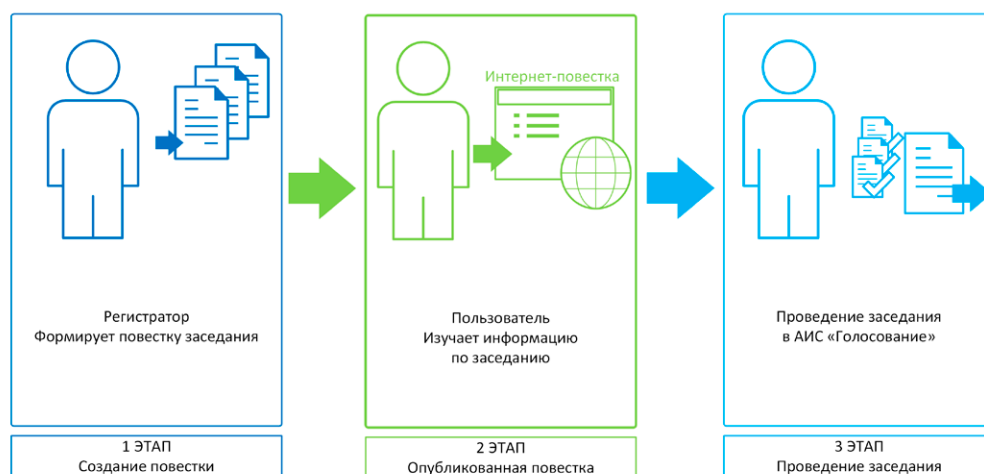 Интернет-повестка
Регистратор
Формирует повестку заседания
Пользователь
Изучает информацию
по заседанию
Проведение заседания
в АИС «Голосование»
1 ЭТАП
Создание повестки
2 ЭТАП
Опубликованная повестка
3 ЭТАП
Проведение заседания